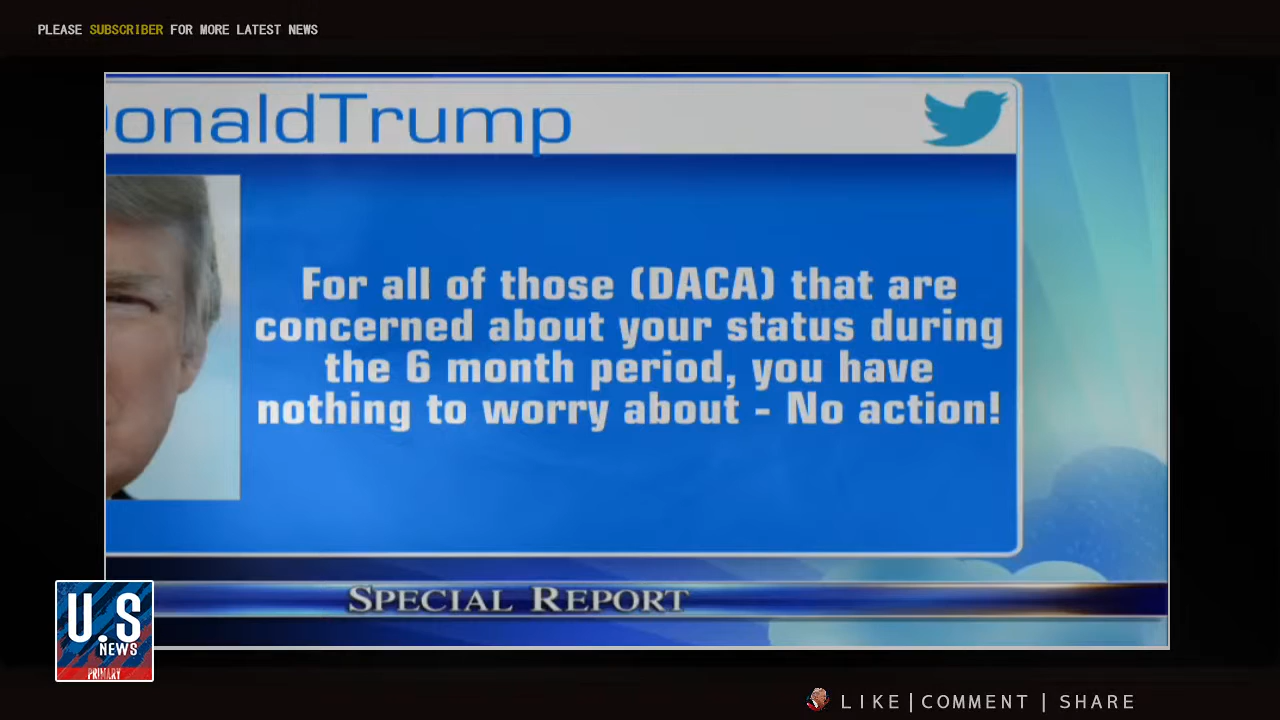 PLEASE SUBSCRIBER FOR MORE LATEST NEWS
onaldTrump
For all of those (DACA) that are
concerned about your status during
the 6 month period, you have
nothing to worry about - No action!
SPECIAL REPORT
U.S
NEWS
PRIMARY
LIKE|COMMENT | SHARE